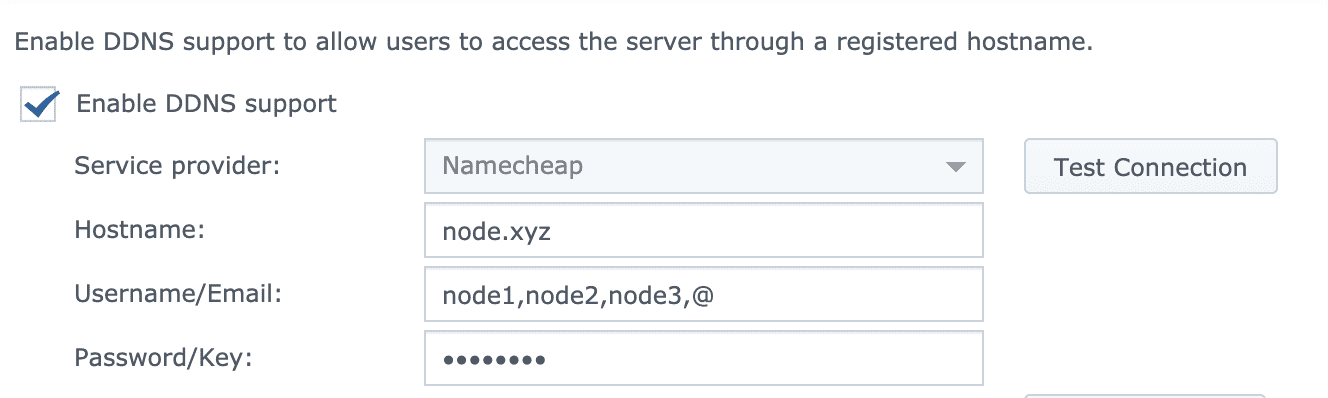 Enable DDNS support to allow users to access the server through a registered hostname.
Enable DDNS support
Service provider: Namecheap Test Connection
Hostname: node.xyz
Username/Email: node1,node2,node3,@
Password/Key: ••••••••